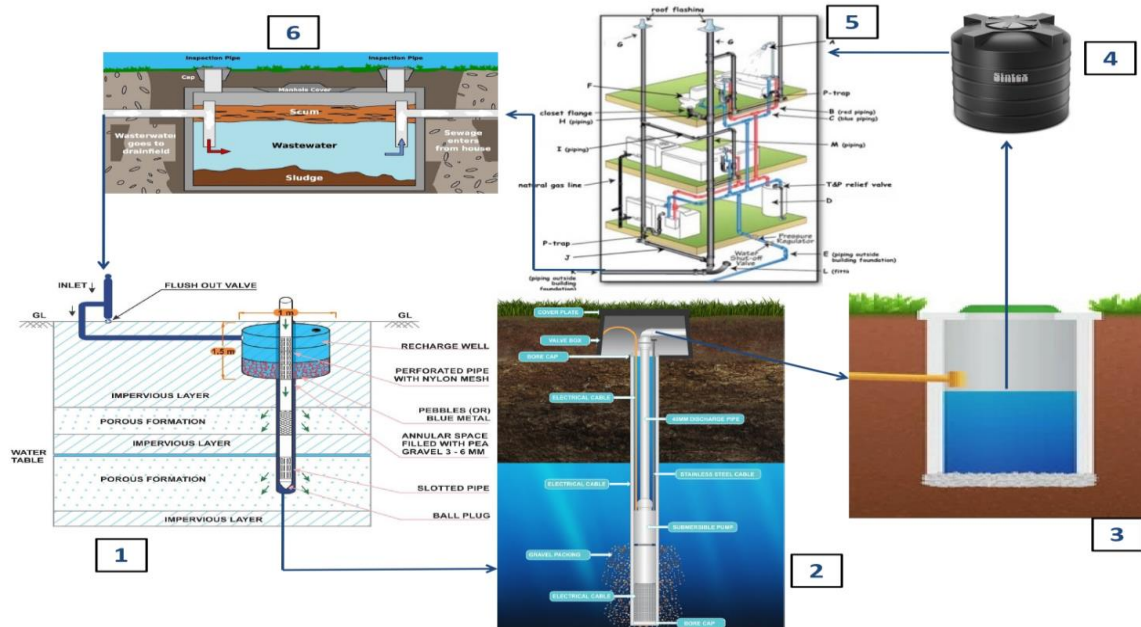 6
Inspection Pipe
Inspection Pipe
Cap
Manhole Cover
Scum
Wasterwater
goes to
drainfield
Wastewater
Sewage
enters
from house
Sludge
5
roof flashing
G
G
A
F
P-trap
closet flange
H (piping)
B (red piping)
C (blue piping)
I (piping)
M (piping)
natural gas line
T&P relief valve
D
P-trap
J
Pressure
Regulator
Water
Shut-off
Valve
E (piping outside
building foundation)
L (fitti
(piping outside
building
foundation)
4
Sintex
INLET
FLUSH OUT VALVE
GL
GL
1 m
1.5 m
RECHARGE WELL
PERFORATED PIPE
WITH NYLON MESH
IMPERVIOUS LAYER
PEBBLES (OR)
BLUE METAL
POROUS FORMATION
ANNULAR SPACE
FILLED WITH PEA
GRAVEL 3 - 6 MM
IMPERVIOUS LAYER
WATER
TABLE
POROUS FORMATION
SLOTTED PIPE
BALL PLUG
IMPERVIOUS LAYER
1
COVER PLATE
VALVE BOX
BORE CAP
ELECTRICAL CABLE
40MM DISCHARGE PIPE
STAINLESS STEEL CABLE
ELECTRICAL CABLE
SUBMERSIBLE PUMP
GRAVEL PACKING
ELECTRICAL CABLE
BORE CAP
2
3